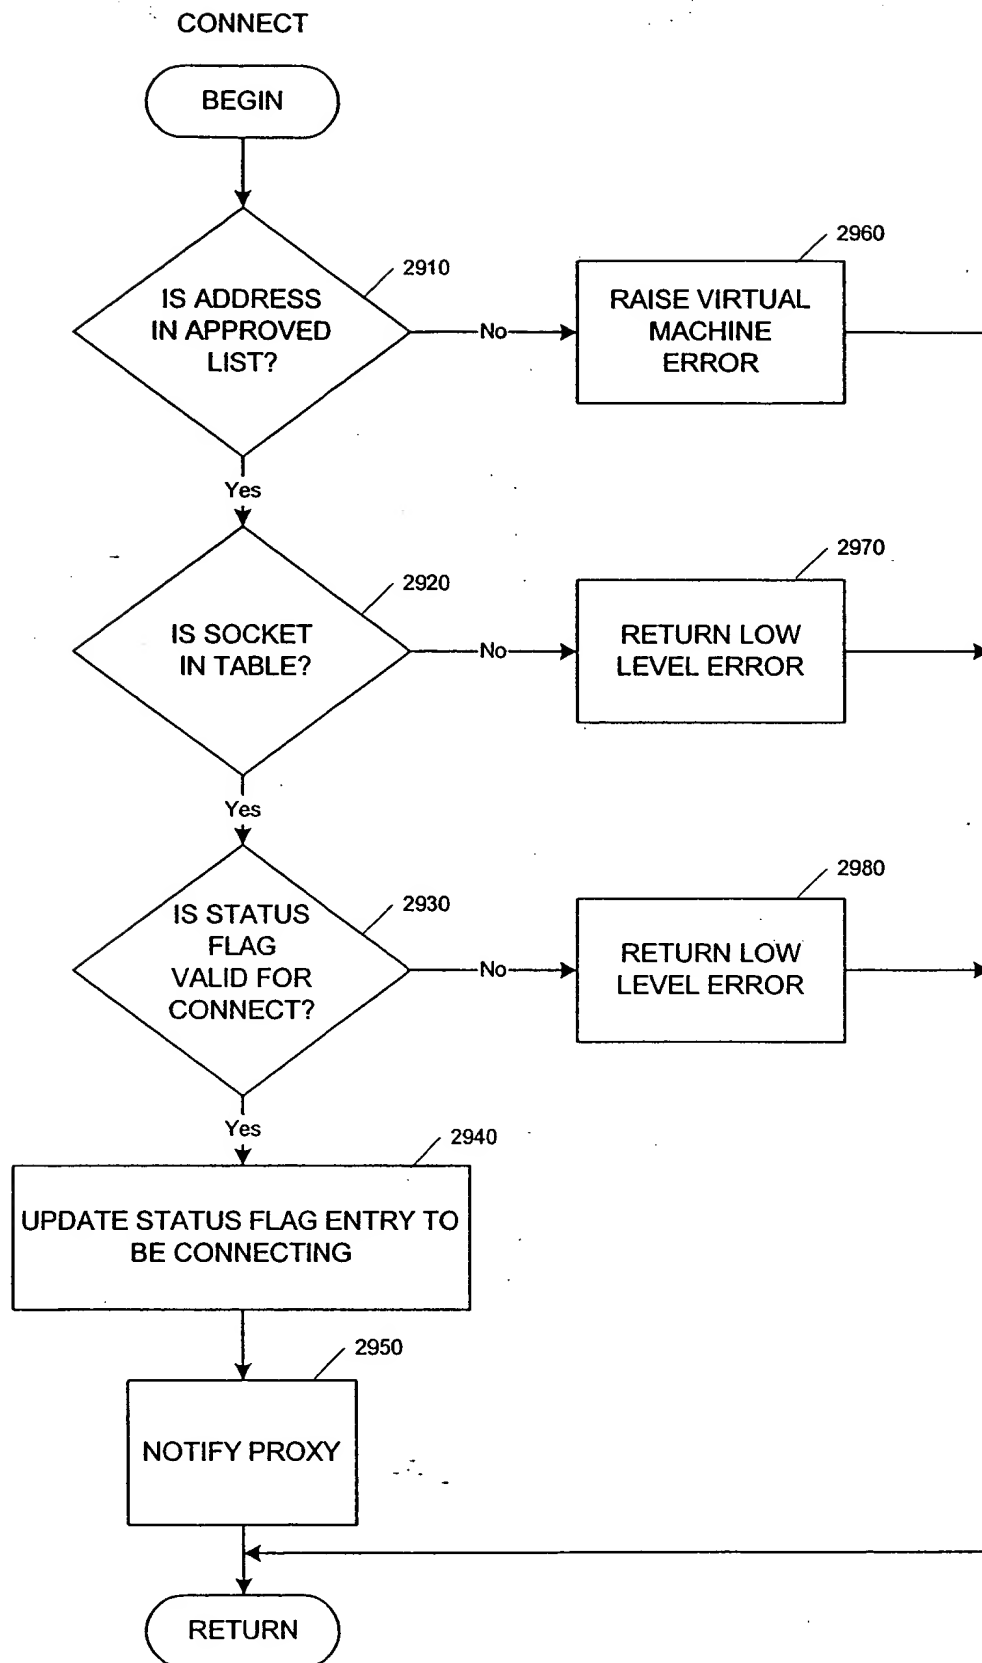 CONNECT
BEGIN
2910
IS ADDRESS
IN APPROVED
LIST?
No
2960
RAISE VIRTUAL
MACHINE
ERROR
Yes
2920
IS SOCKET
IN TABLE?
No
2970
RETURN LOW
LEVEL ERROR
Yes
2930
IS STATUS
FLAG
VALID FOR
CONNECT?
No
2980
RETURN LOW
LEVEL ERROR
Yes
2940
UPDATE STATUS FLAG ENTRY TO
BE CONNECTING
2950
NOTIFY PROXY
RETURN